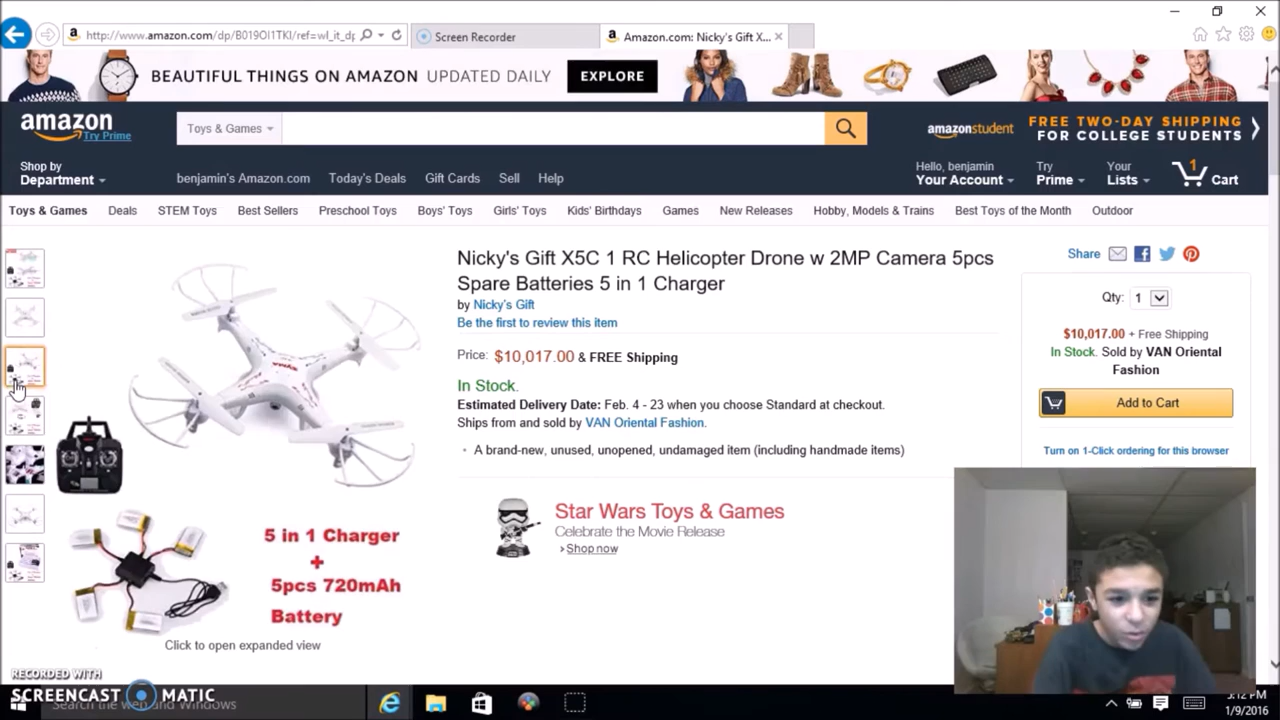 http://www.amazon.com/dp/B019OI1TKI/ref=wl_it_dp
Screen Recorder
Amazon.com: Nicky's Gift X...
BEAUTIFUL THINGS ON AMAZON UPDATED DAILY
EXPLORE
amazon
Try Prime
Toys & Games
amazonstudent
FREE TWO-DAY SHIPPING
FOR COLLEGE STUDENTS
Shop by
Department
benjamin's Amazon.com
Today's Deals
Gift Cards
Sell
Help
Hello, benjamin
Your Account
Try
Prime
Your
Lists
1
Cart
Toys & Games
Deals
STEM Toys
Best Sellers
Preschool Toys
Boys' Toys
Girls' Toys
Kids' Birthdays
Games
New Releases
Hobby, Models & Trains
Best Toys of the Month
Outdoor
Nicky's Gift X5C 1 RC Helicopter Drone w 2MP Camera 5pcs
Spare Batteries 5 in 1 Charger
by Nicky's Gift
Be the first to review this item
Price: $10,017.00 & FREE Shipping
In Stock.
Estimated Delivery Date: Feb. 4 - 23 when you choose Standard at checkout.
Ships from and sold by VAN Oriental Fashion.
• A brand-new, unused, unopened, undamaged item (including handmade items)
Star Wars Toys & Games
Celebrate the Movie Release
› Shop now
Share
Qty: 1
$10,017.00 + Free Shipping
In Stock. Sold by VAN Oriental
Fashion
Add to Cart
Turn on 1-Click ordering for this browser
5 in 1 Charger
+
5pcs 720mAh
Battery
Click to open expanded view
RECORDED WITH
SCREENCAST MATIC
Search the web and Windows
5:12 PM
1/9/2016